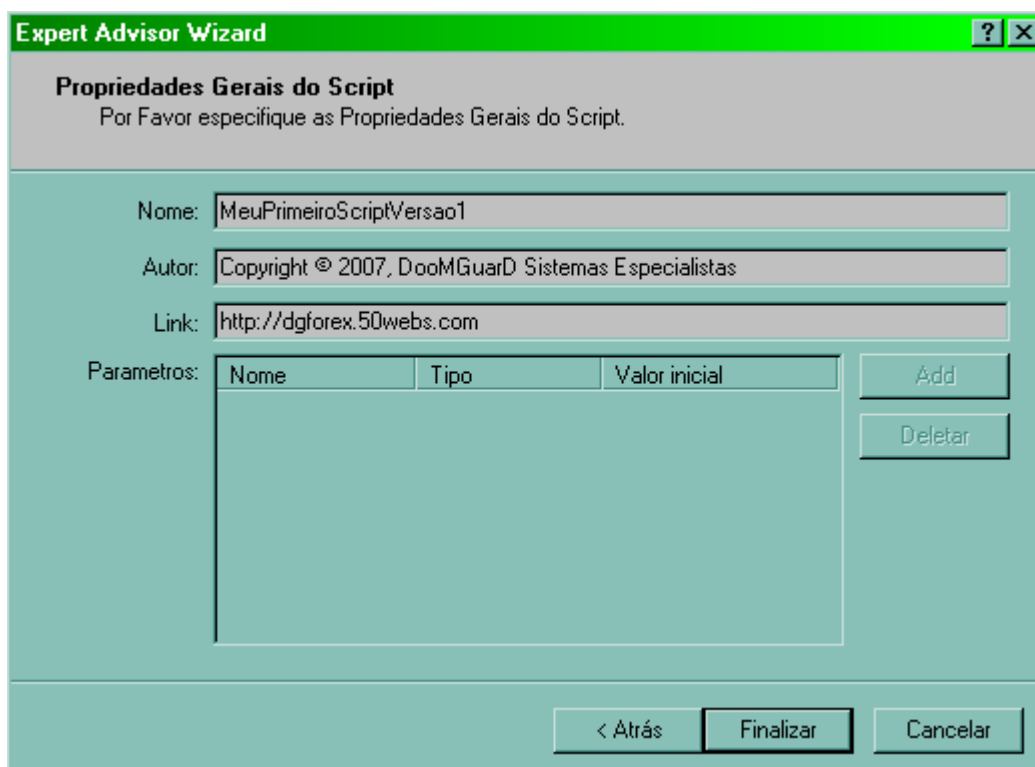 Expert Advisor Wizard
Propriedades Gerais do Script
Por Favor especifique as Propriedades Gerais do Script.
Nome: MeuPrimeiroScriptVersao1
Autor: Copyright © 2007, DooMGuarD Sistemas Especialistas
Link: http://dgforex.50webs.com
Parametros: Nome Tipo Valor inicial Add
Deletar
< Atrás Finalizar Cancelar